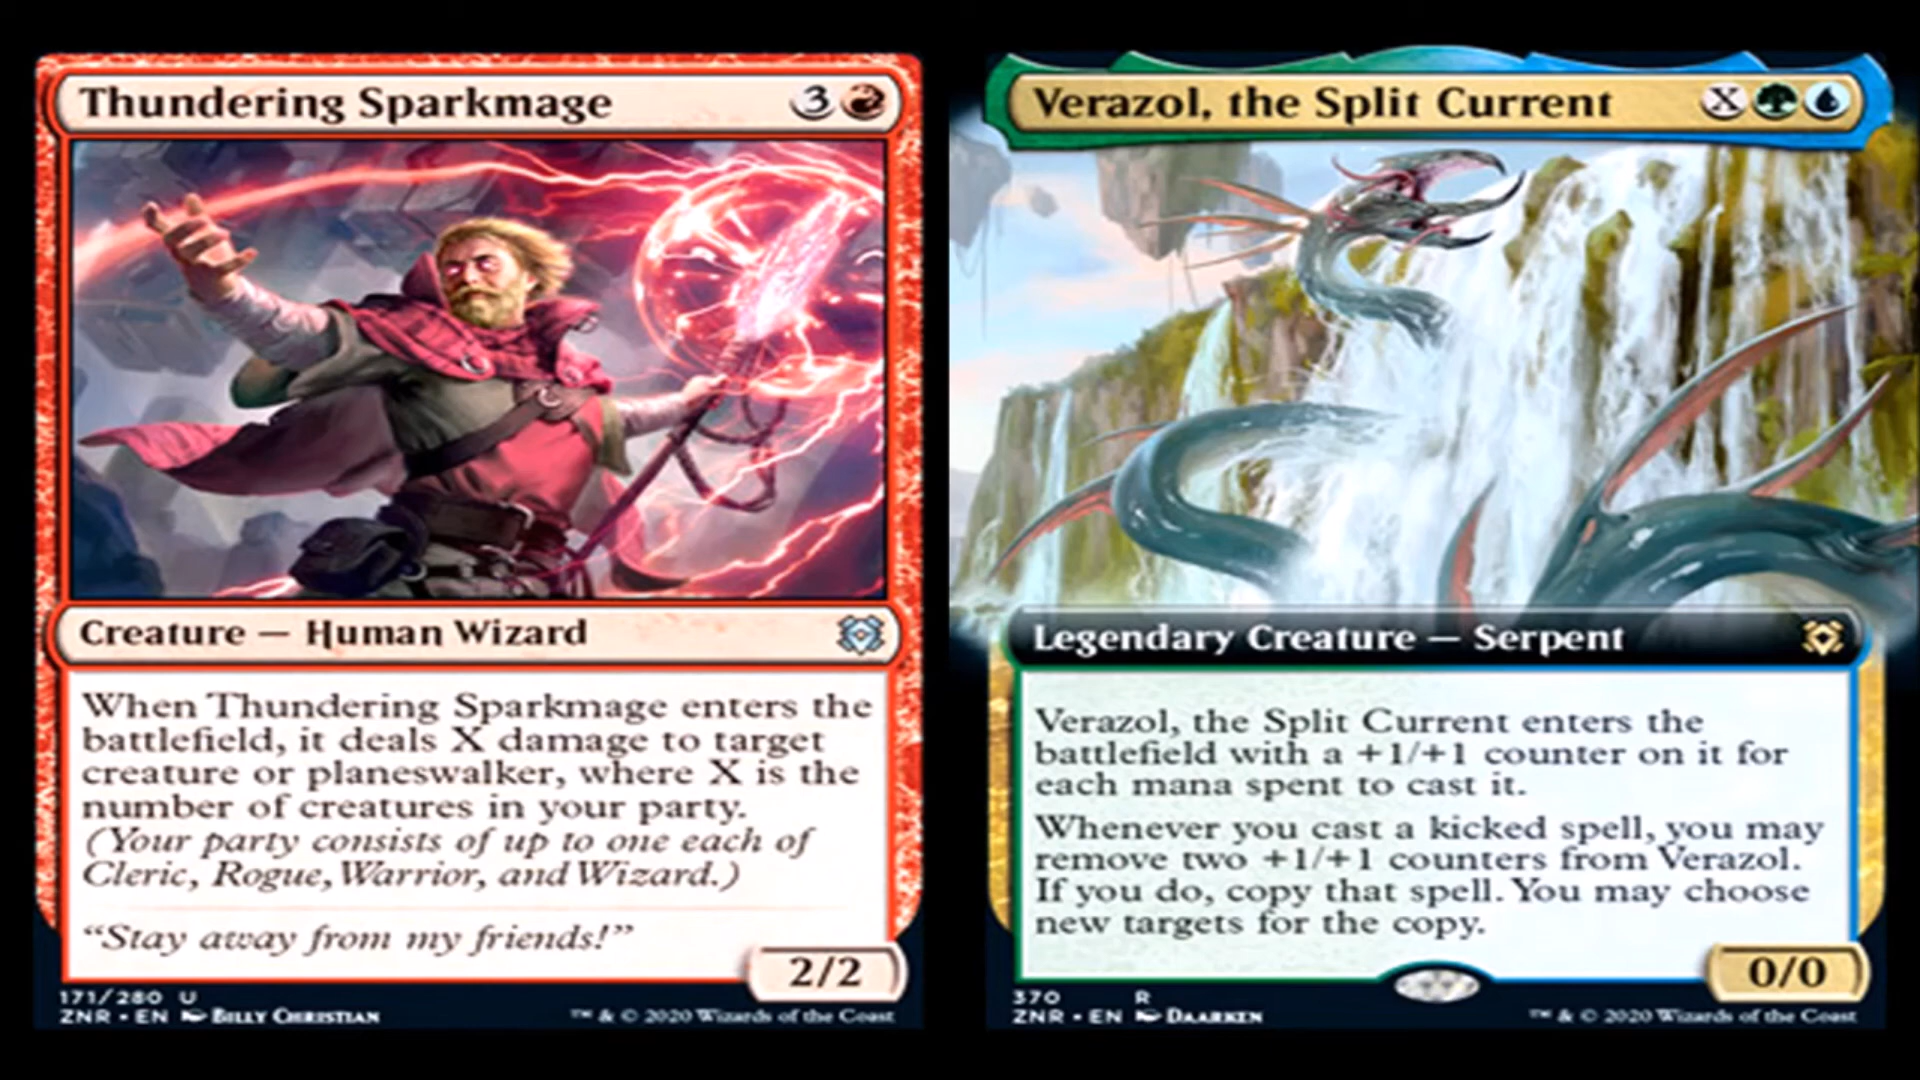 Thundering Sparkmage 3
Creature — Human Wizard
When Thundering Sparkmage enters the
battlefield, it deals X damage to target
creature or planeswalker, where X is the
number of creatures in your party.
(Your party consists of up to one each of
Cleric, Rogue, Warrior, and Wizard.)
“Stay away from my friends!”
2/2
171/280 U
ZNR • EN BILLY CHRISTIAN
™ & © 2020 Wizards of the Coast
Verazol, the Split Current X
Legendary Creature — Serpent
Verazol, the Split Current enters the
battlefield with a +1/+1 counter on it for
each mana spent to cast it.
Whenever you cast a kicked spell, you may
remove two +1/+1 counters from Verazol.
If you do, copy that spell. You may choose
new targets for the copy.
0/0
370 R
ZNR • EN DAARKEN
™ & © 2020 Wizards of the Coast